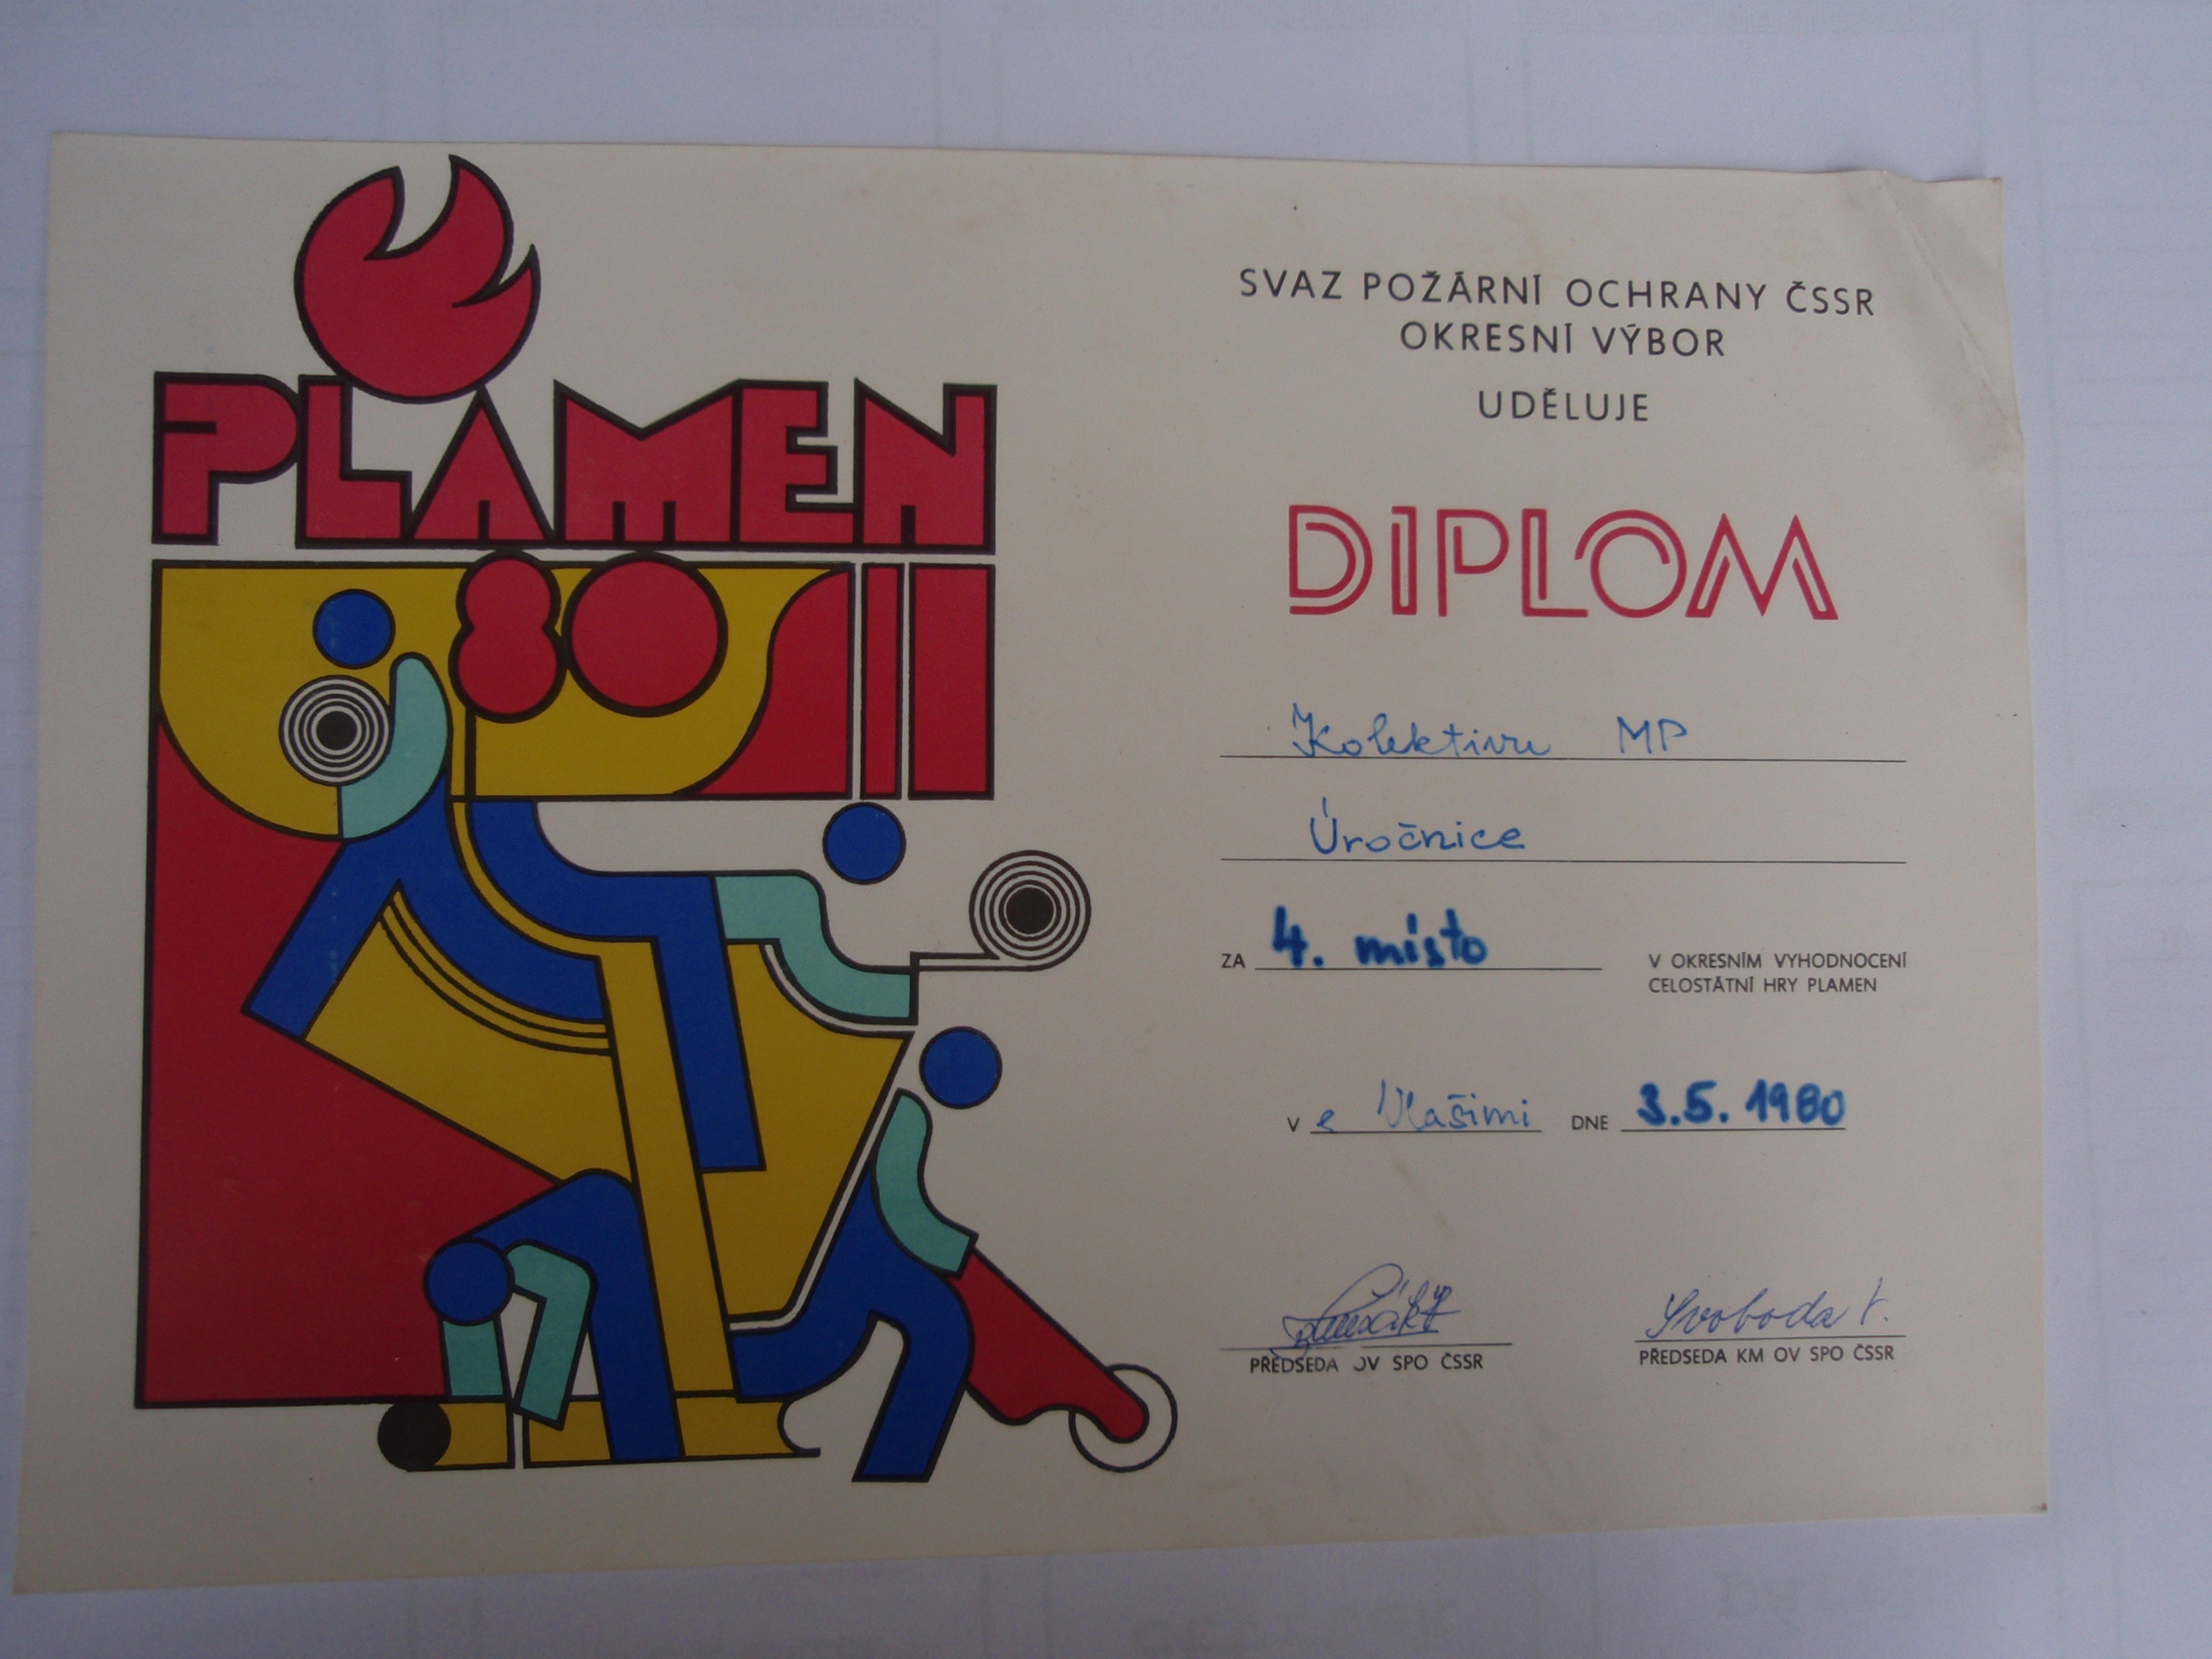 PLAMEN
80
SVAZ POŽÁRNÍ OCHRANY ČSSR
OKRESNÍ VÝBOR
UDĚLUJE
DIPLOM
Kolektivu MP
Úročnice
ZA 4. místo V OKRESNÍM VYHODNOCENÍ
CELOSTÁTNÍ HRY PLAMEN
V e Vlašimi DNE 3.5. 1980
Svoboda
PŘEDSEDA OV SPO ČSSR
PŘEDSEDA KM OV SPO ČSSR